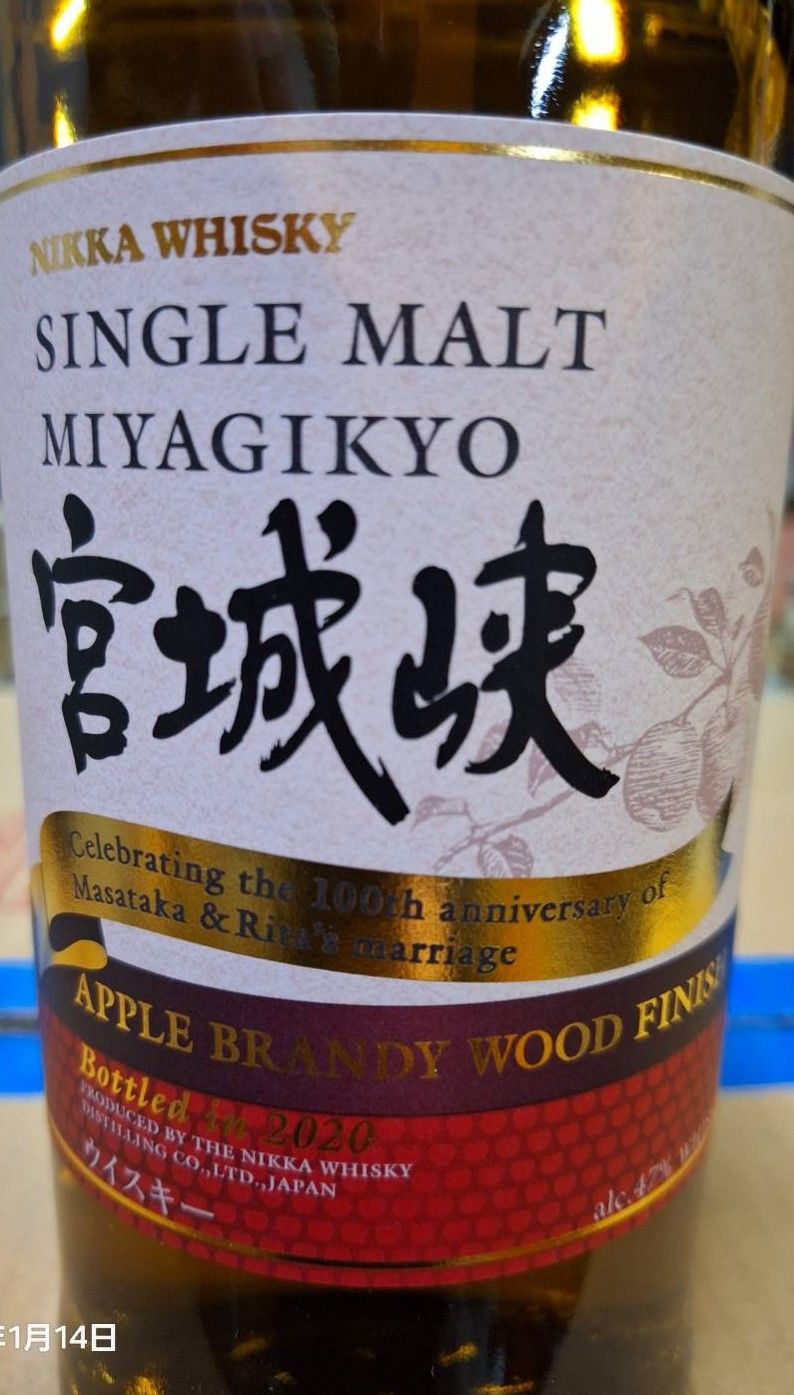 NIKKA WHISKY
SINGLE MALT
MIYAGIKYO
宮城峡
Celebrating the 100th anniversary of
Masataka & Rita's marriage
APPLE BRANDY WOOD FINISH
Bottled in 2020
PRODUCED BY THE NIKKA WHISKY
DISTILLING CO.,LTD.,JAPAN
ウイスキー
alc.47%
1月14日